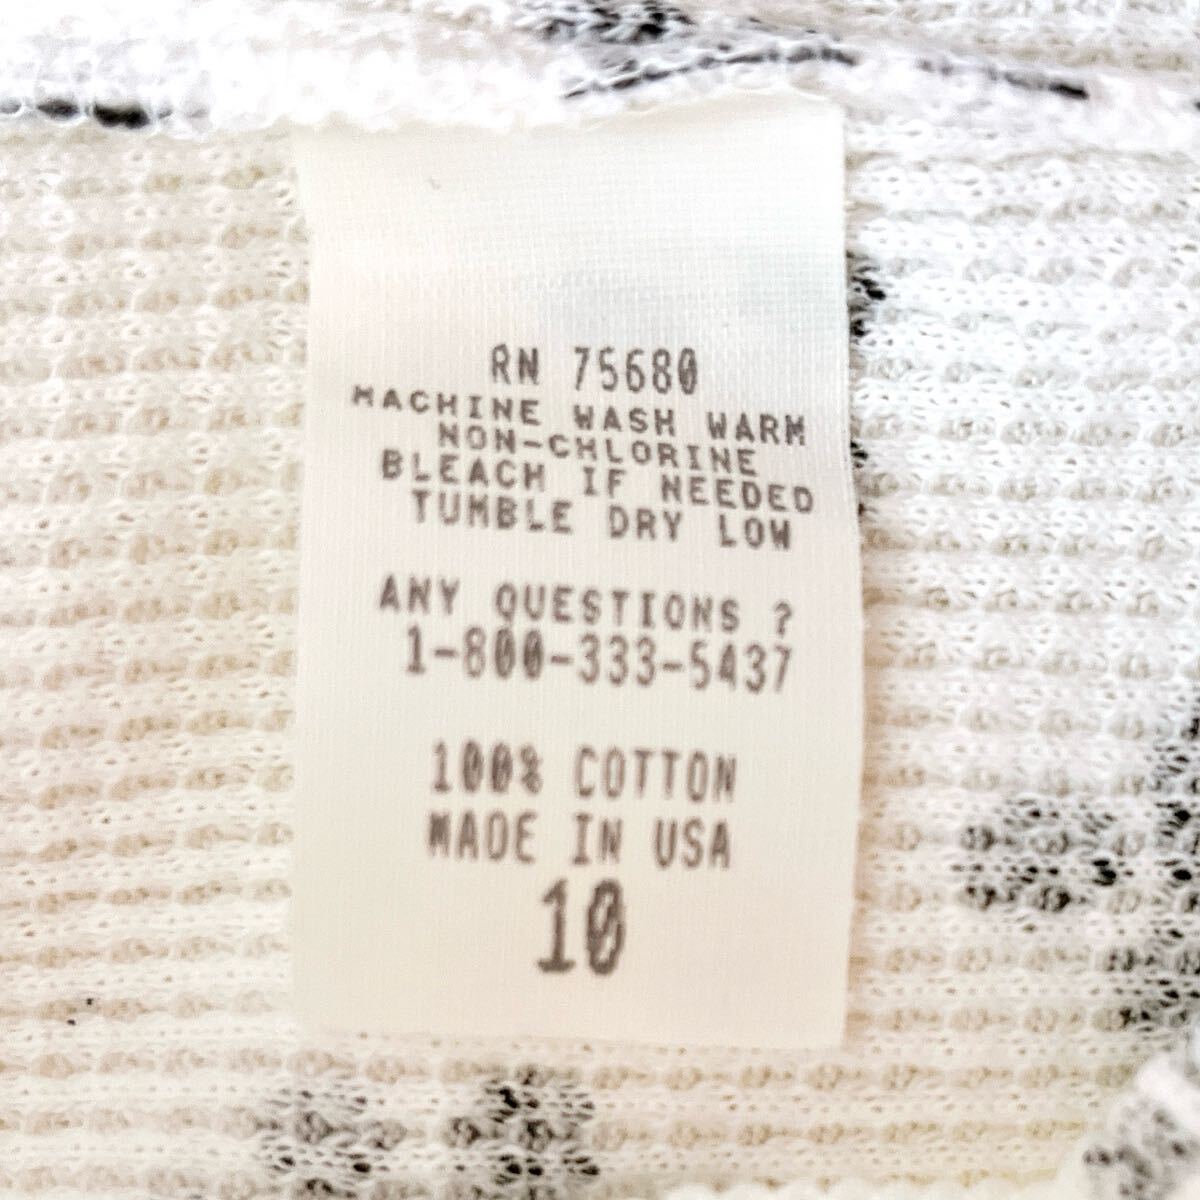 RN 75680
MACHINE WASH WARM
NON-CHLORINE
BLEACH IF NEEDED
TUMBLE DRY LOW
ANY QUESTIONS ?
1-800-333-5437
100% COTTON
MADE IN USA
10